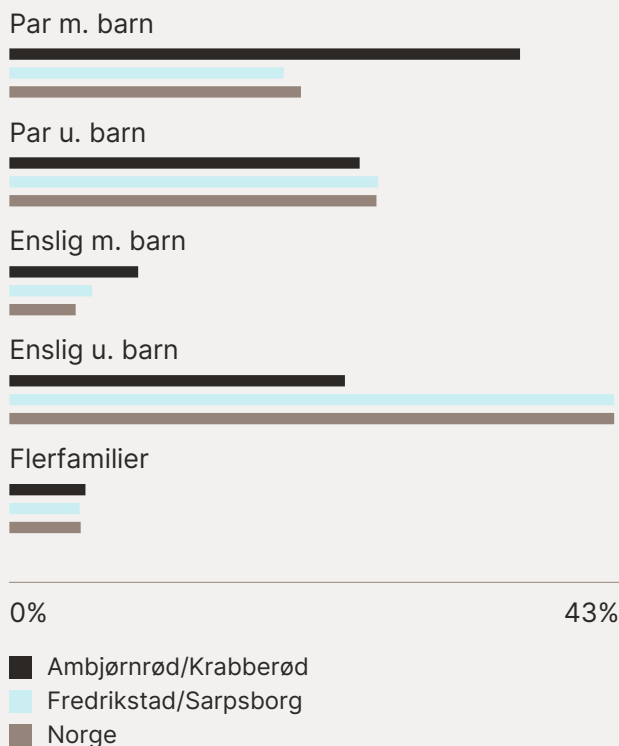 Par m. barn
Par u. barn
Enslig m. barn
Enslig u. barn
Flerfamilier
0% 43%
Ambjørnrød/Krabberød
Fredrikstad/Sarpsborg
Norge